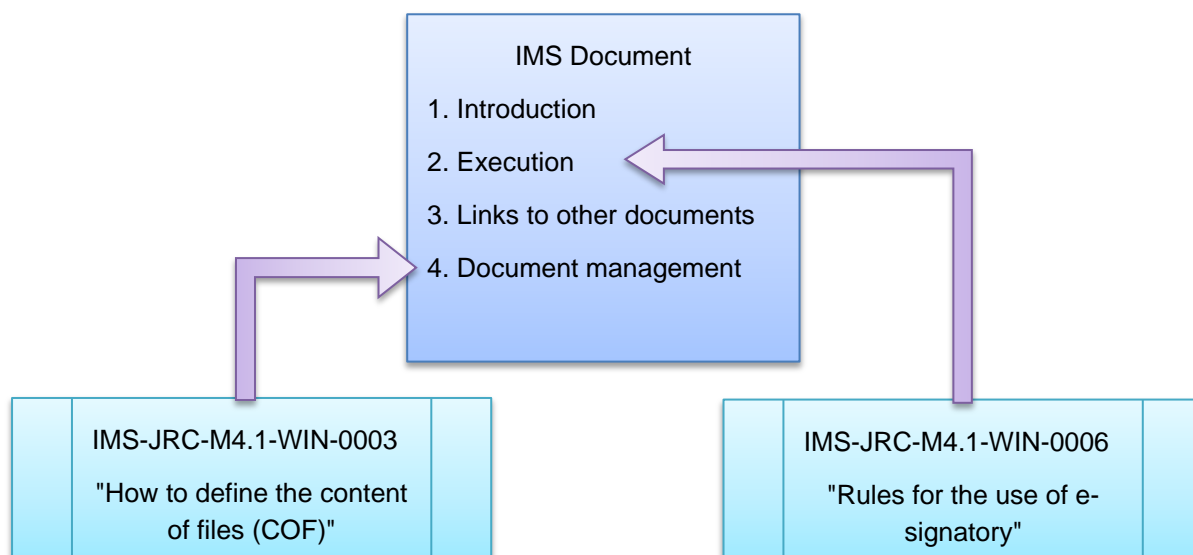 IMS Document
1. Introduction
2. Execution
3. Links to other documents
4. Document management
IMS-JRC-M4.1-WIN-0003
"How to define the content
of files (COF)"
IMS-JRC-M4.1-WIN-0006
"Rules for the use of e-
signatory"